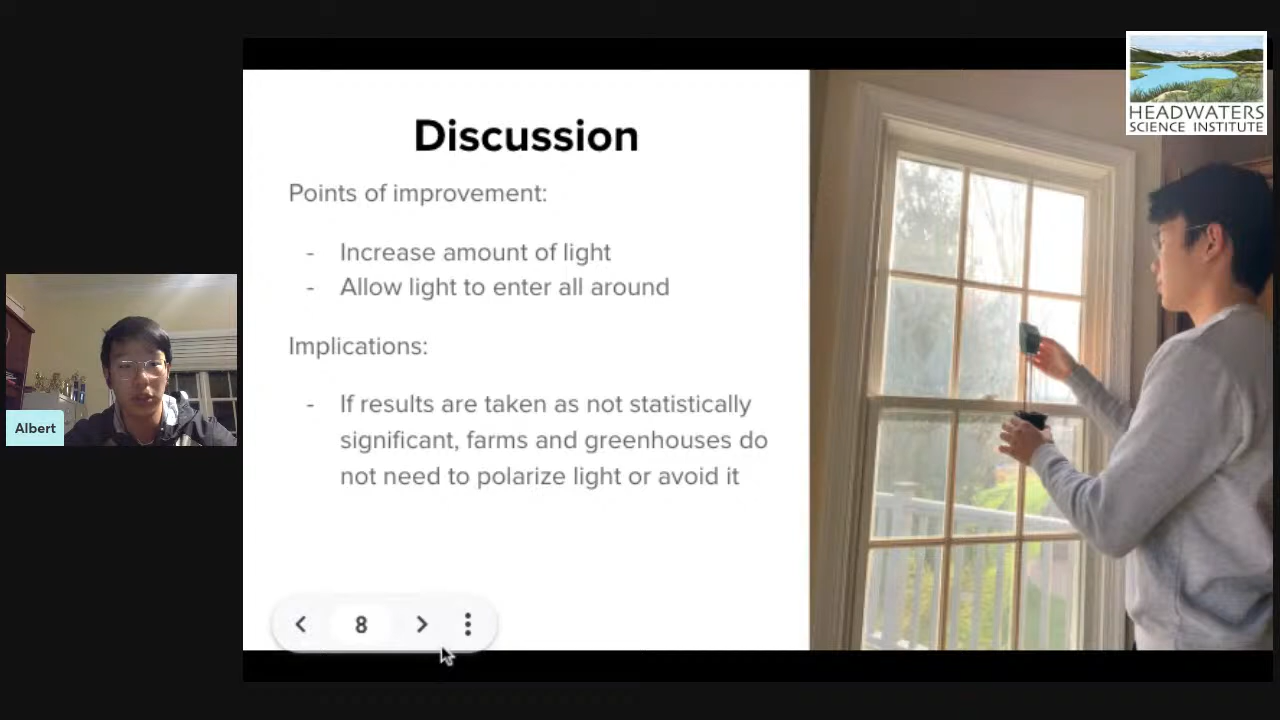 HEADWATERS
SCIENCE INSTITUTE
Discussion
Points of improvement:
- Increase amount of light
- Allow light to enter all around
Implications:
- If results are taken as not statistically
significant, farms and greenhouses do
not need to polarize light or avoid it
Albert
8